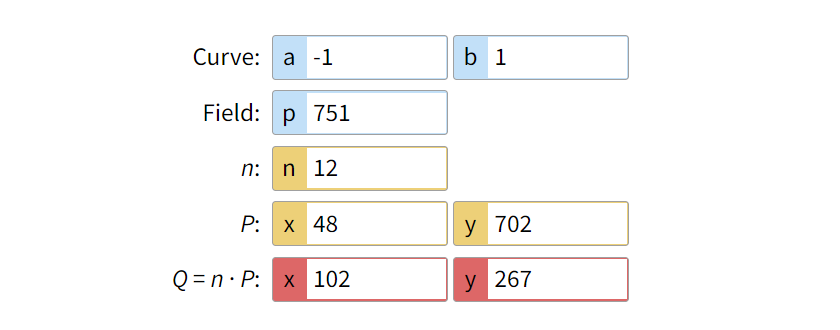 Curve: a -1 b 1
Field: p 751
n: n 12
P: x 48 y 702
Q = n · P: x 102 y 267